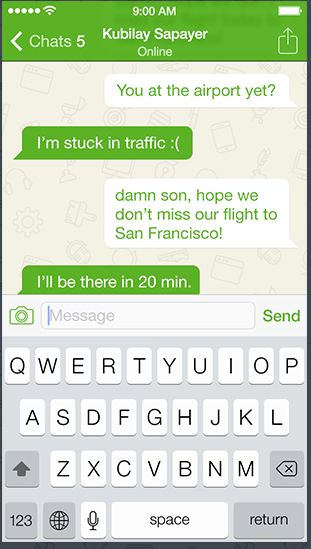 9:00 AM
Chats 5
Kubilay Sapayer
Online
You at the airport yet?
I'm stuck in traffic :(
damn son, hope we
don't miss our flight to
San Francisco!
I'll be there in 20 min.
Message
Send
Q W E R T Y U I O P
A S D F G H J K L
Z X C V B N M
123 space return